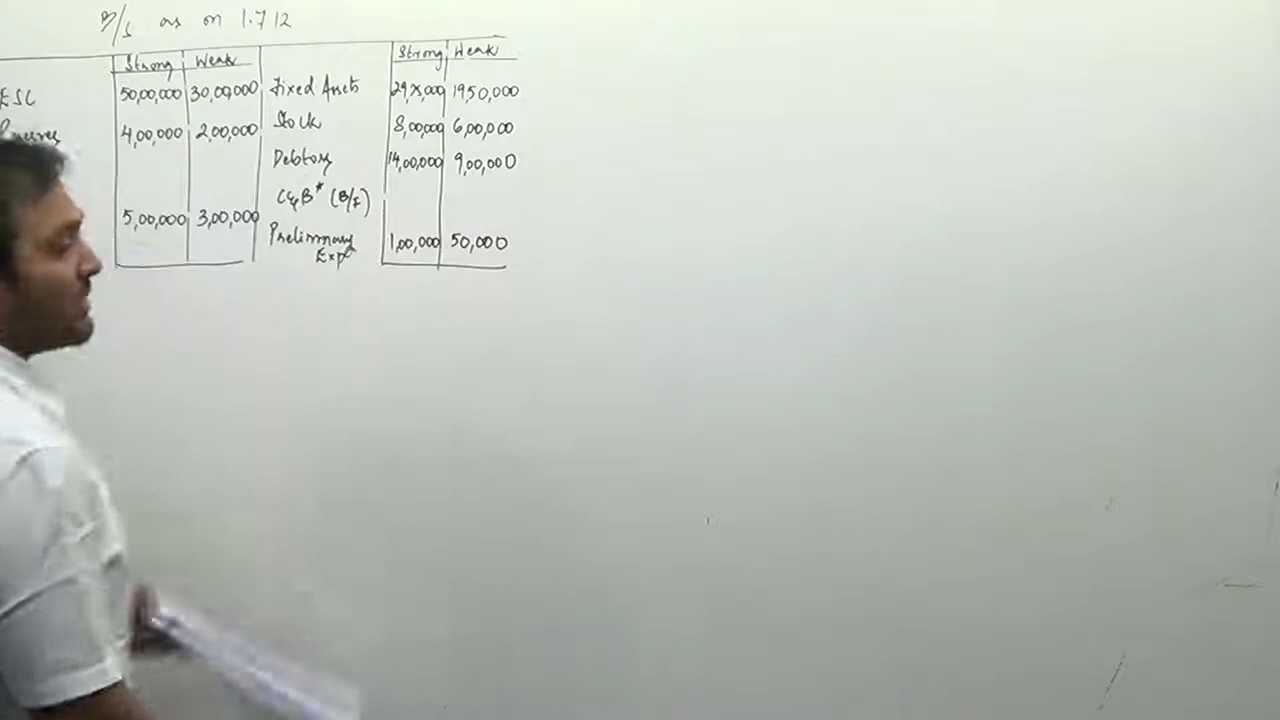 B/S as on 1.7.12
Strong Weak Strong Weak
ESC 50,00,000 30,00,000 Fixed Assets 19,50,000
4,00,000 2,00,000 Stock 8,00,000 6,00,000
Debtors 14,00,000 9,00,000
C&B* (B/f)
5,00,000 3,00,000
Preliminary 1,00,000 50,000
Exp